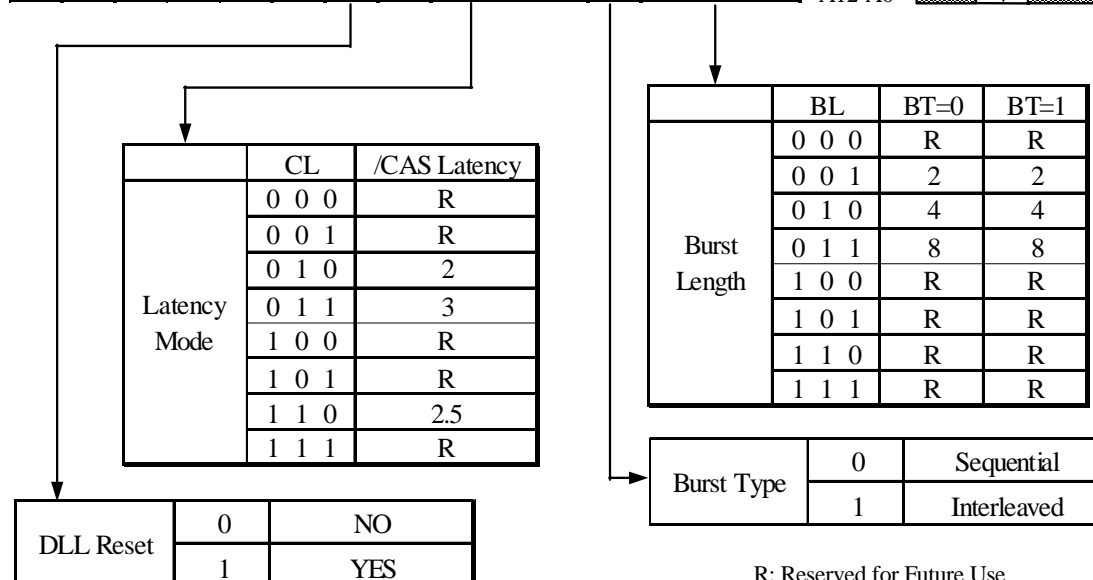 BL BT=0 BT=1
0 0 0 R R
0 0 1 2 2
0 1 0 4 4
Burst Length
0 1 1 8 8
1 0 0 R R
1 0 1 R R
1 1 0 R R
1 1 1 R R
CL /CAS Latency
0 0 0 R
0 0 1 R
0 1 0 2
Latency Mode
0 1 1 3
1 0 0 R
1 0 1 R
1 1 0 2.5
1 1 1 R
Burst Type
0 Sequential
1 Interleaved
DLL Reset
0 NO
1 YES
R: Reserved for Future Use